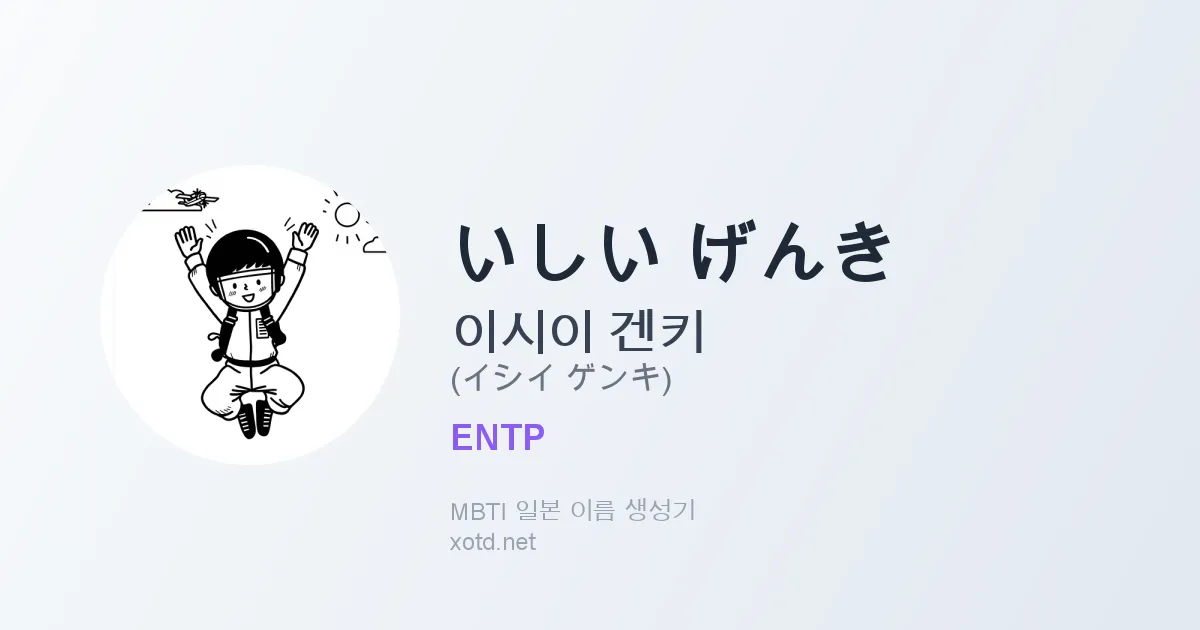 いしい げんき
이시이 겐키
(イシイ ゲンキ)
ENTP
MBTI 일본 이름 생성기
xotd.net